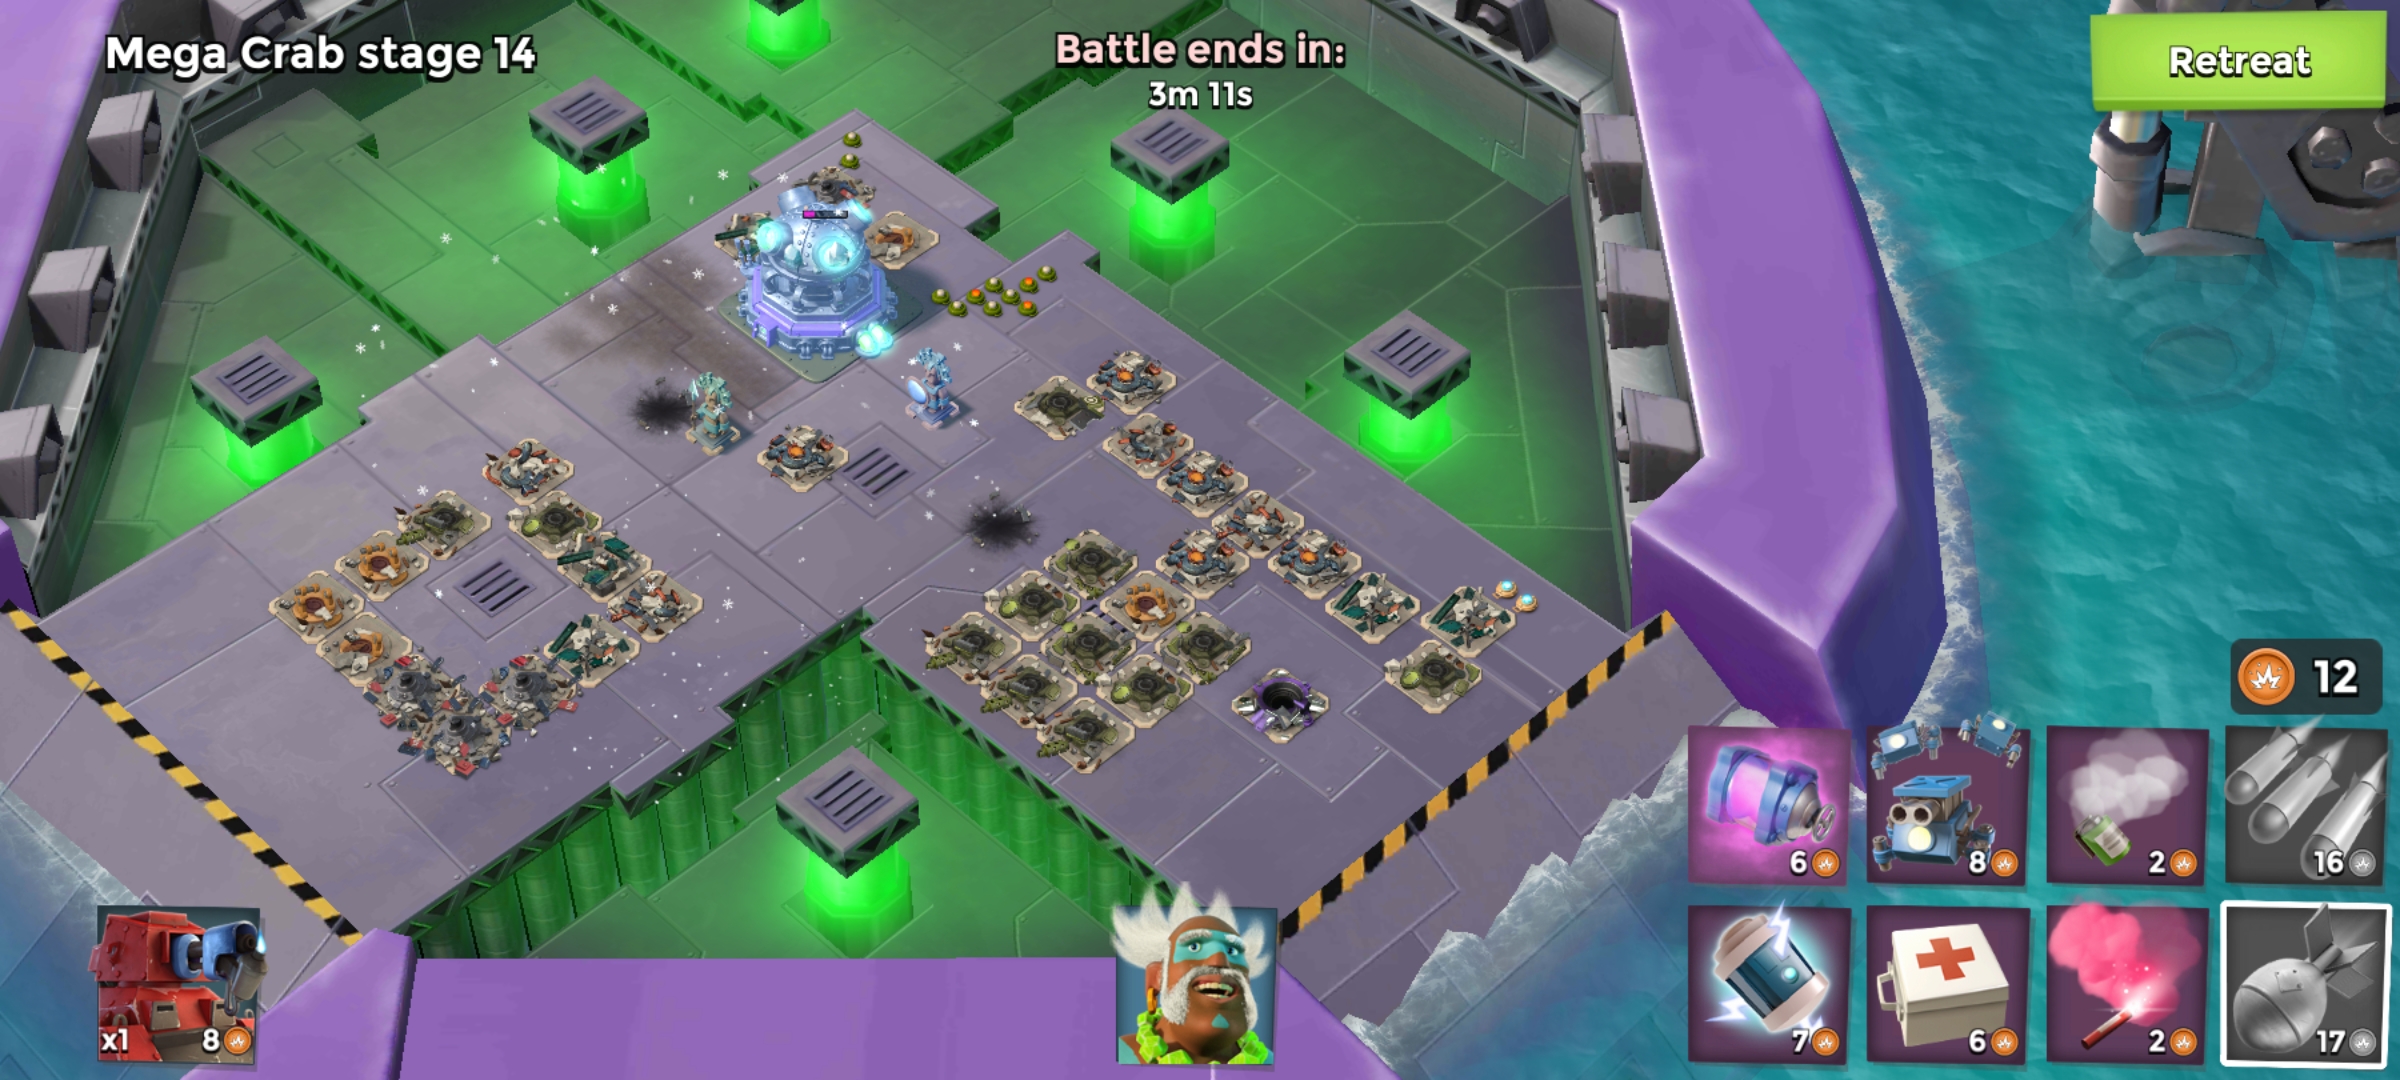 Mega Crab stage 14
Battle ends in:
3m 11s
Retreat
12
6
8
2
16
x1
8
7
6
2
17